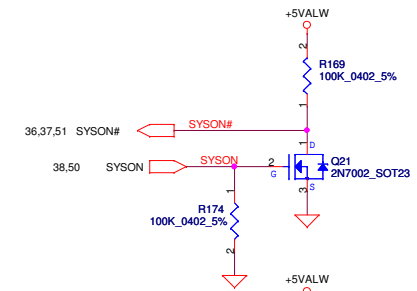 +5VALW
2
R169
100K_0402_5%
1
36,37,51 SYSON# SYSON#
1
D
38,50 SYSON SYSON
2
G
Q21
2N7002_SOT23
S
3
1
R174
100K_0402_5%
2
+5VALW